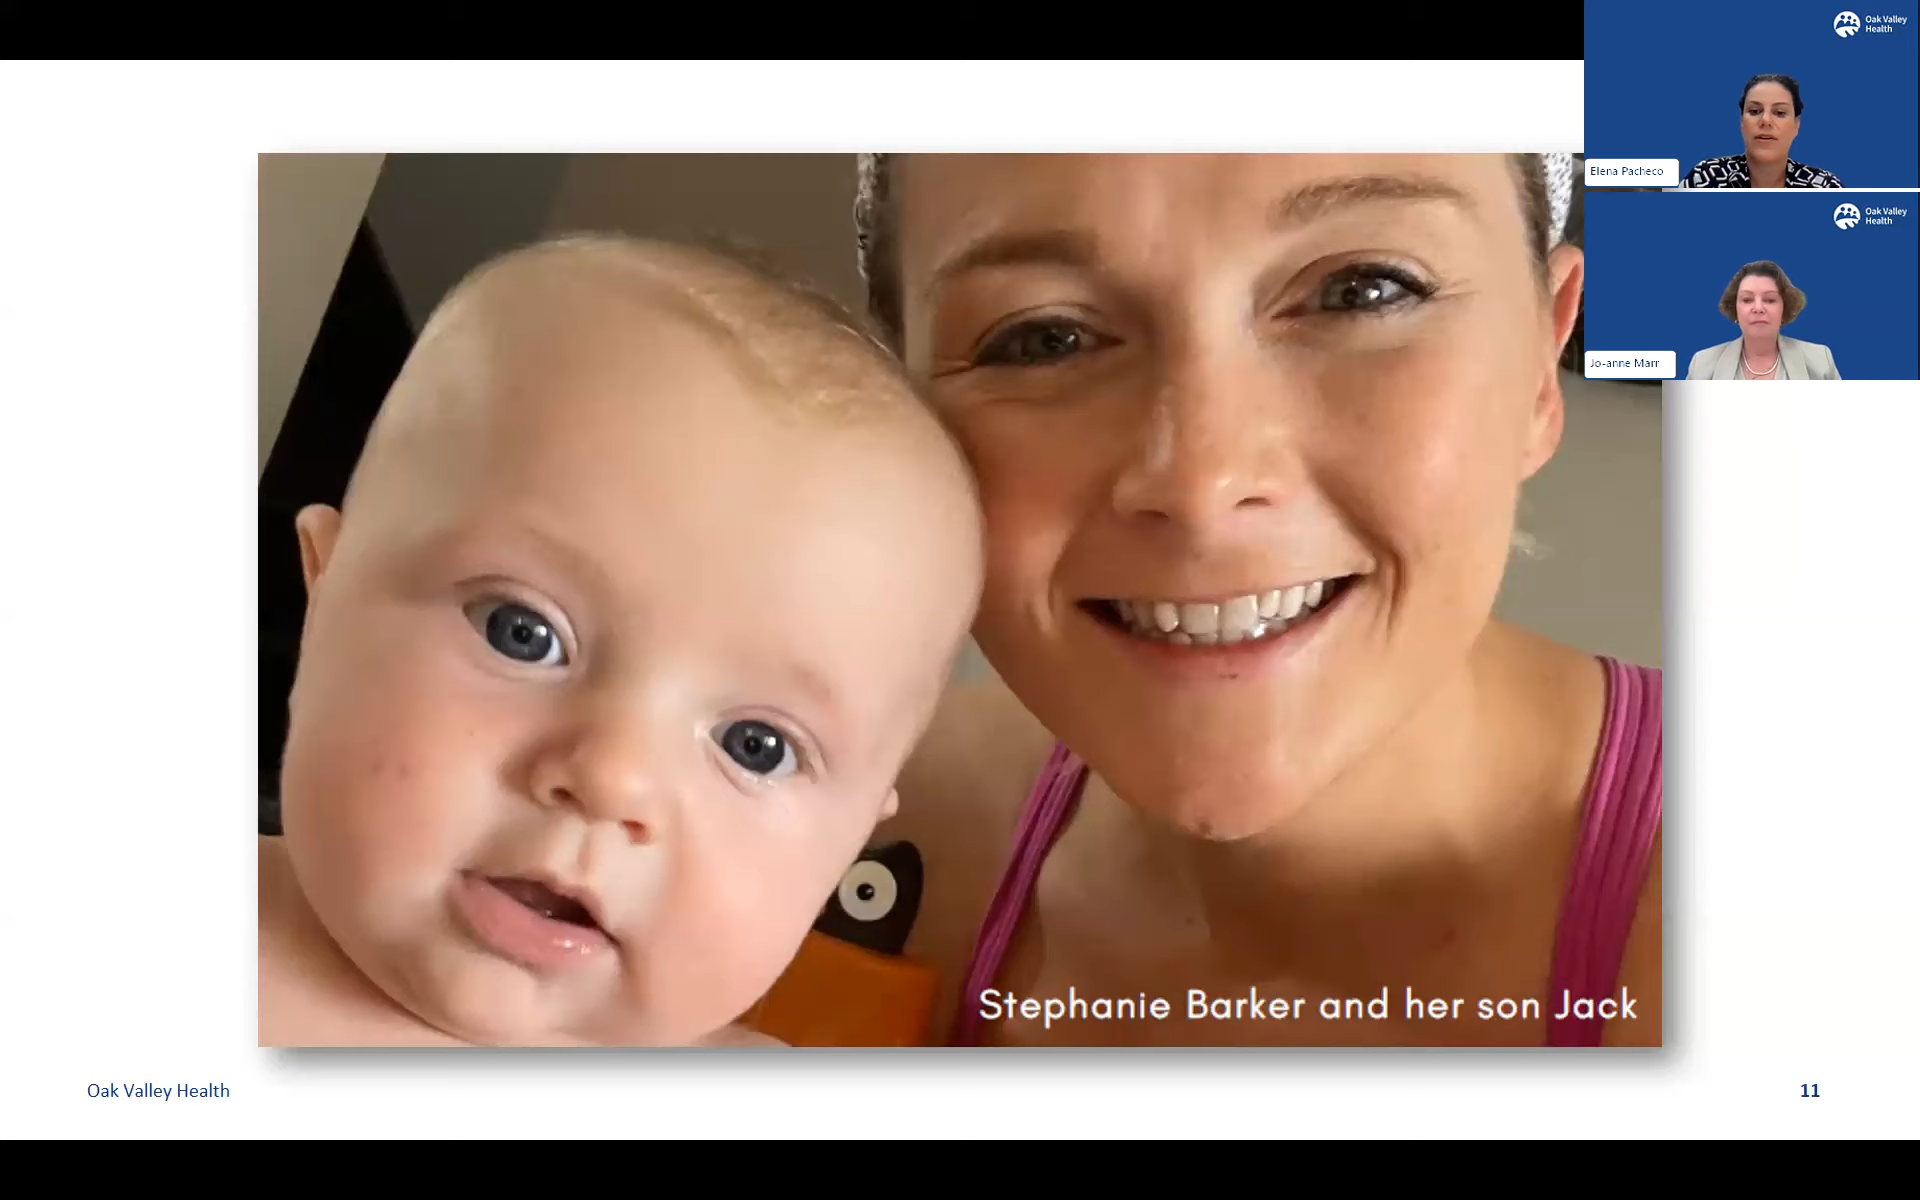 Oak Valley
Health
Elena Pacheco
Oak Valley
Health
Jo-anne Marr
Stephanie Barker and her son Jack
Oak Valley Health
11